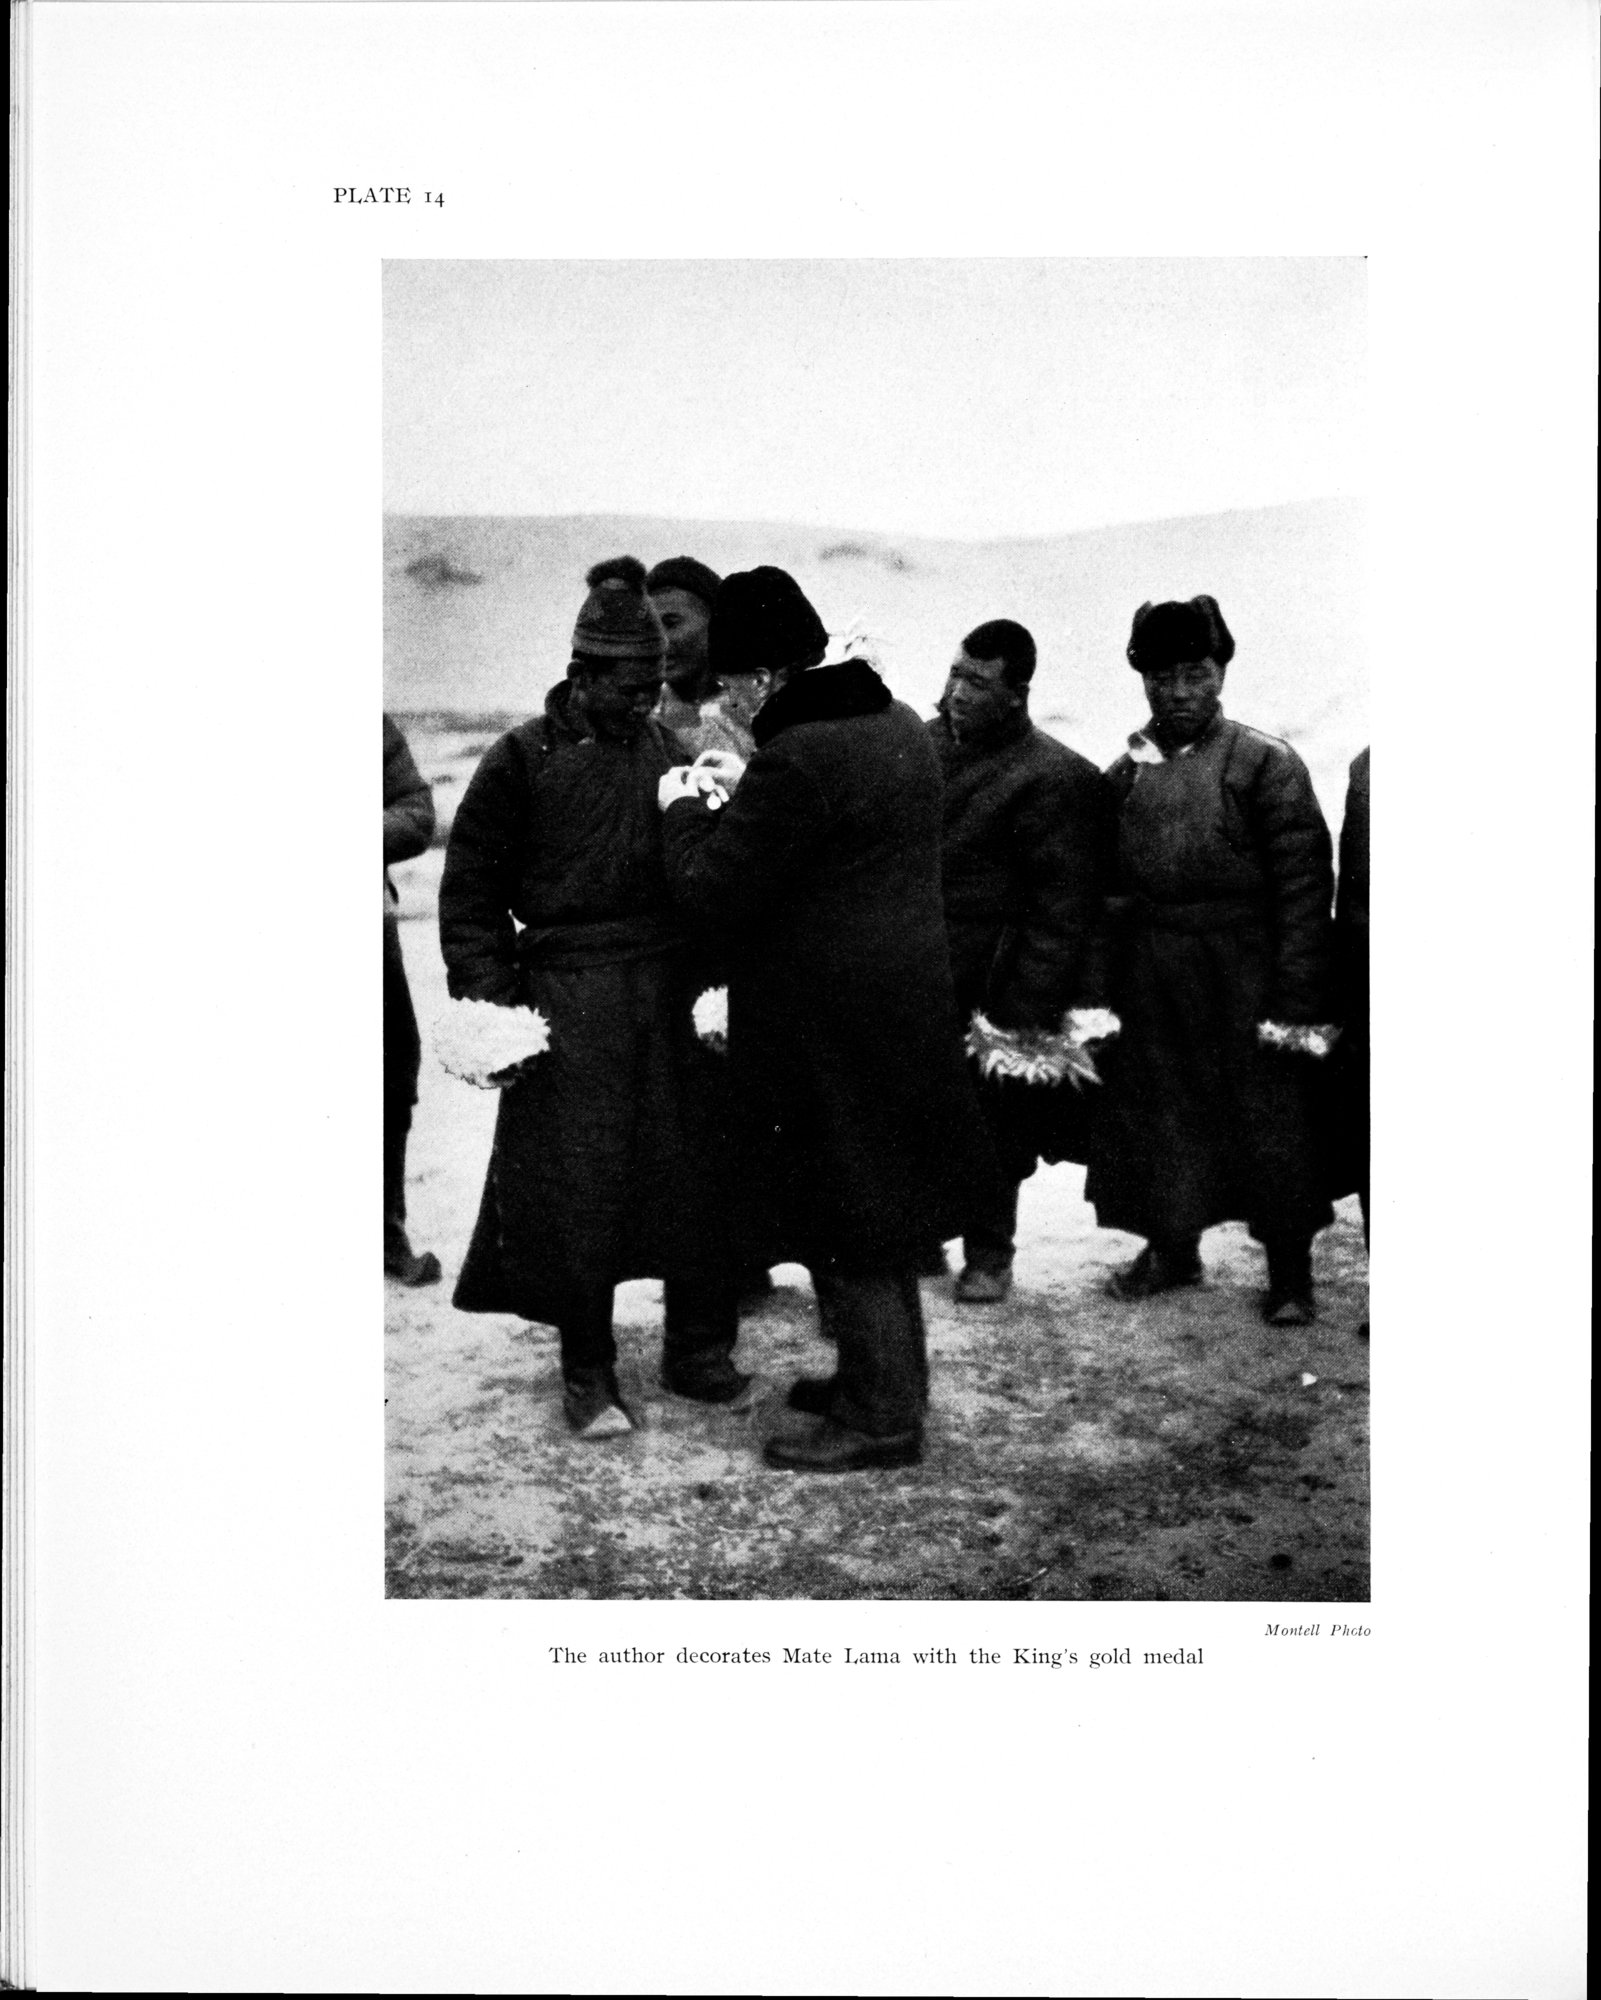 PLATE 14
Montell Photo
The author decorates Mate Lama with the King's gold medal